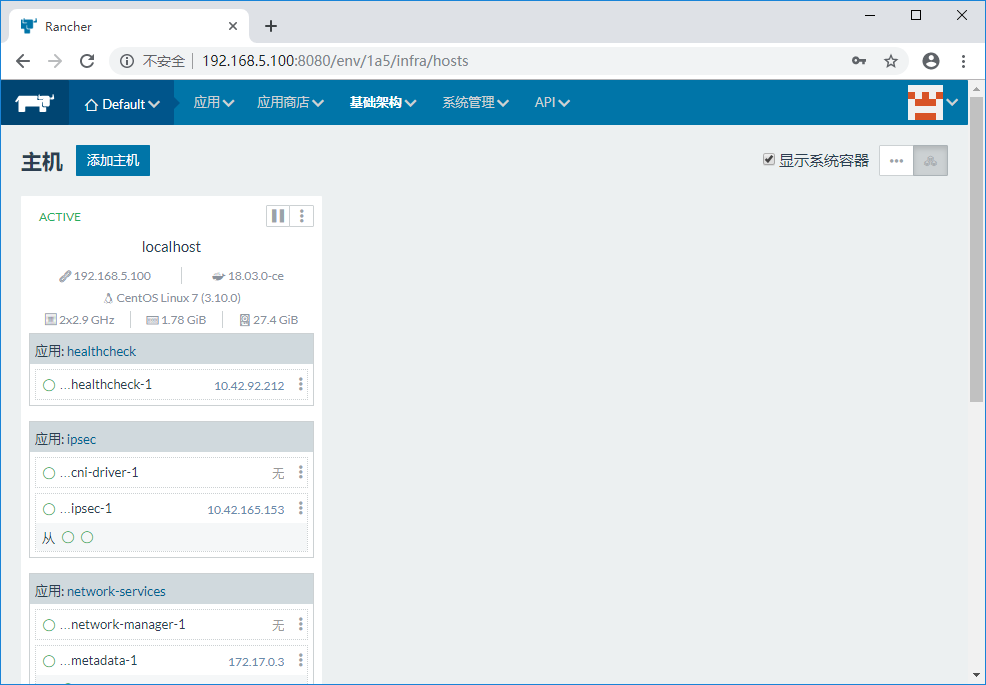 Rancher
不安全 192.168.5.100:8080/env/1a5/infra/hosts
Default 应用 应用商店 基础架构 系统管理 API
主机 添加主机 显示系统容器
ACTIVE
localhost
192.168.5.100 18.03.0-ce
CentOS Linux 7 (3.10.0)
2x2.9 GHz 1.78 GiB 27.4 GiB
应用: healthcheck
...healthcheck-1 10.42.92.212
应用: ipsec
...cni-driver-1 无
...ipsec-1 10.42.165.153
从
应用: network-services
...network-manager-1 无
...metadata-1 172.17.0.3